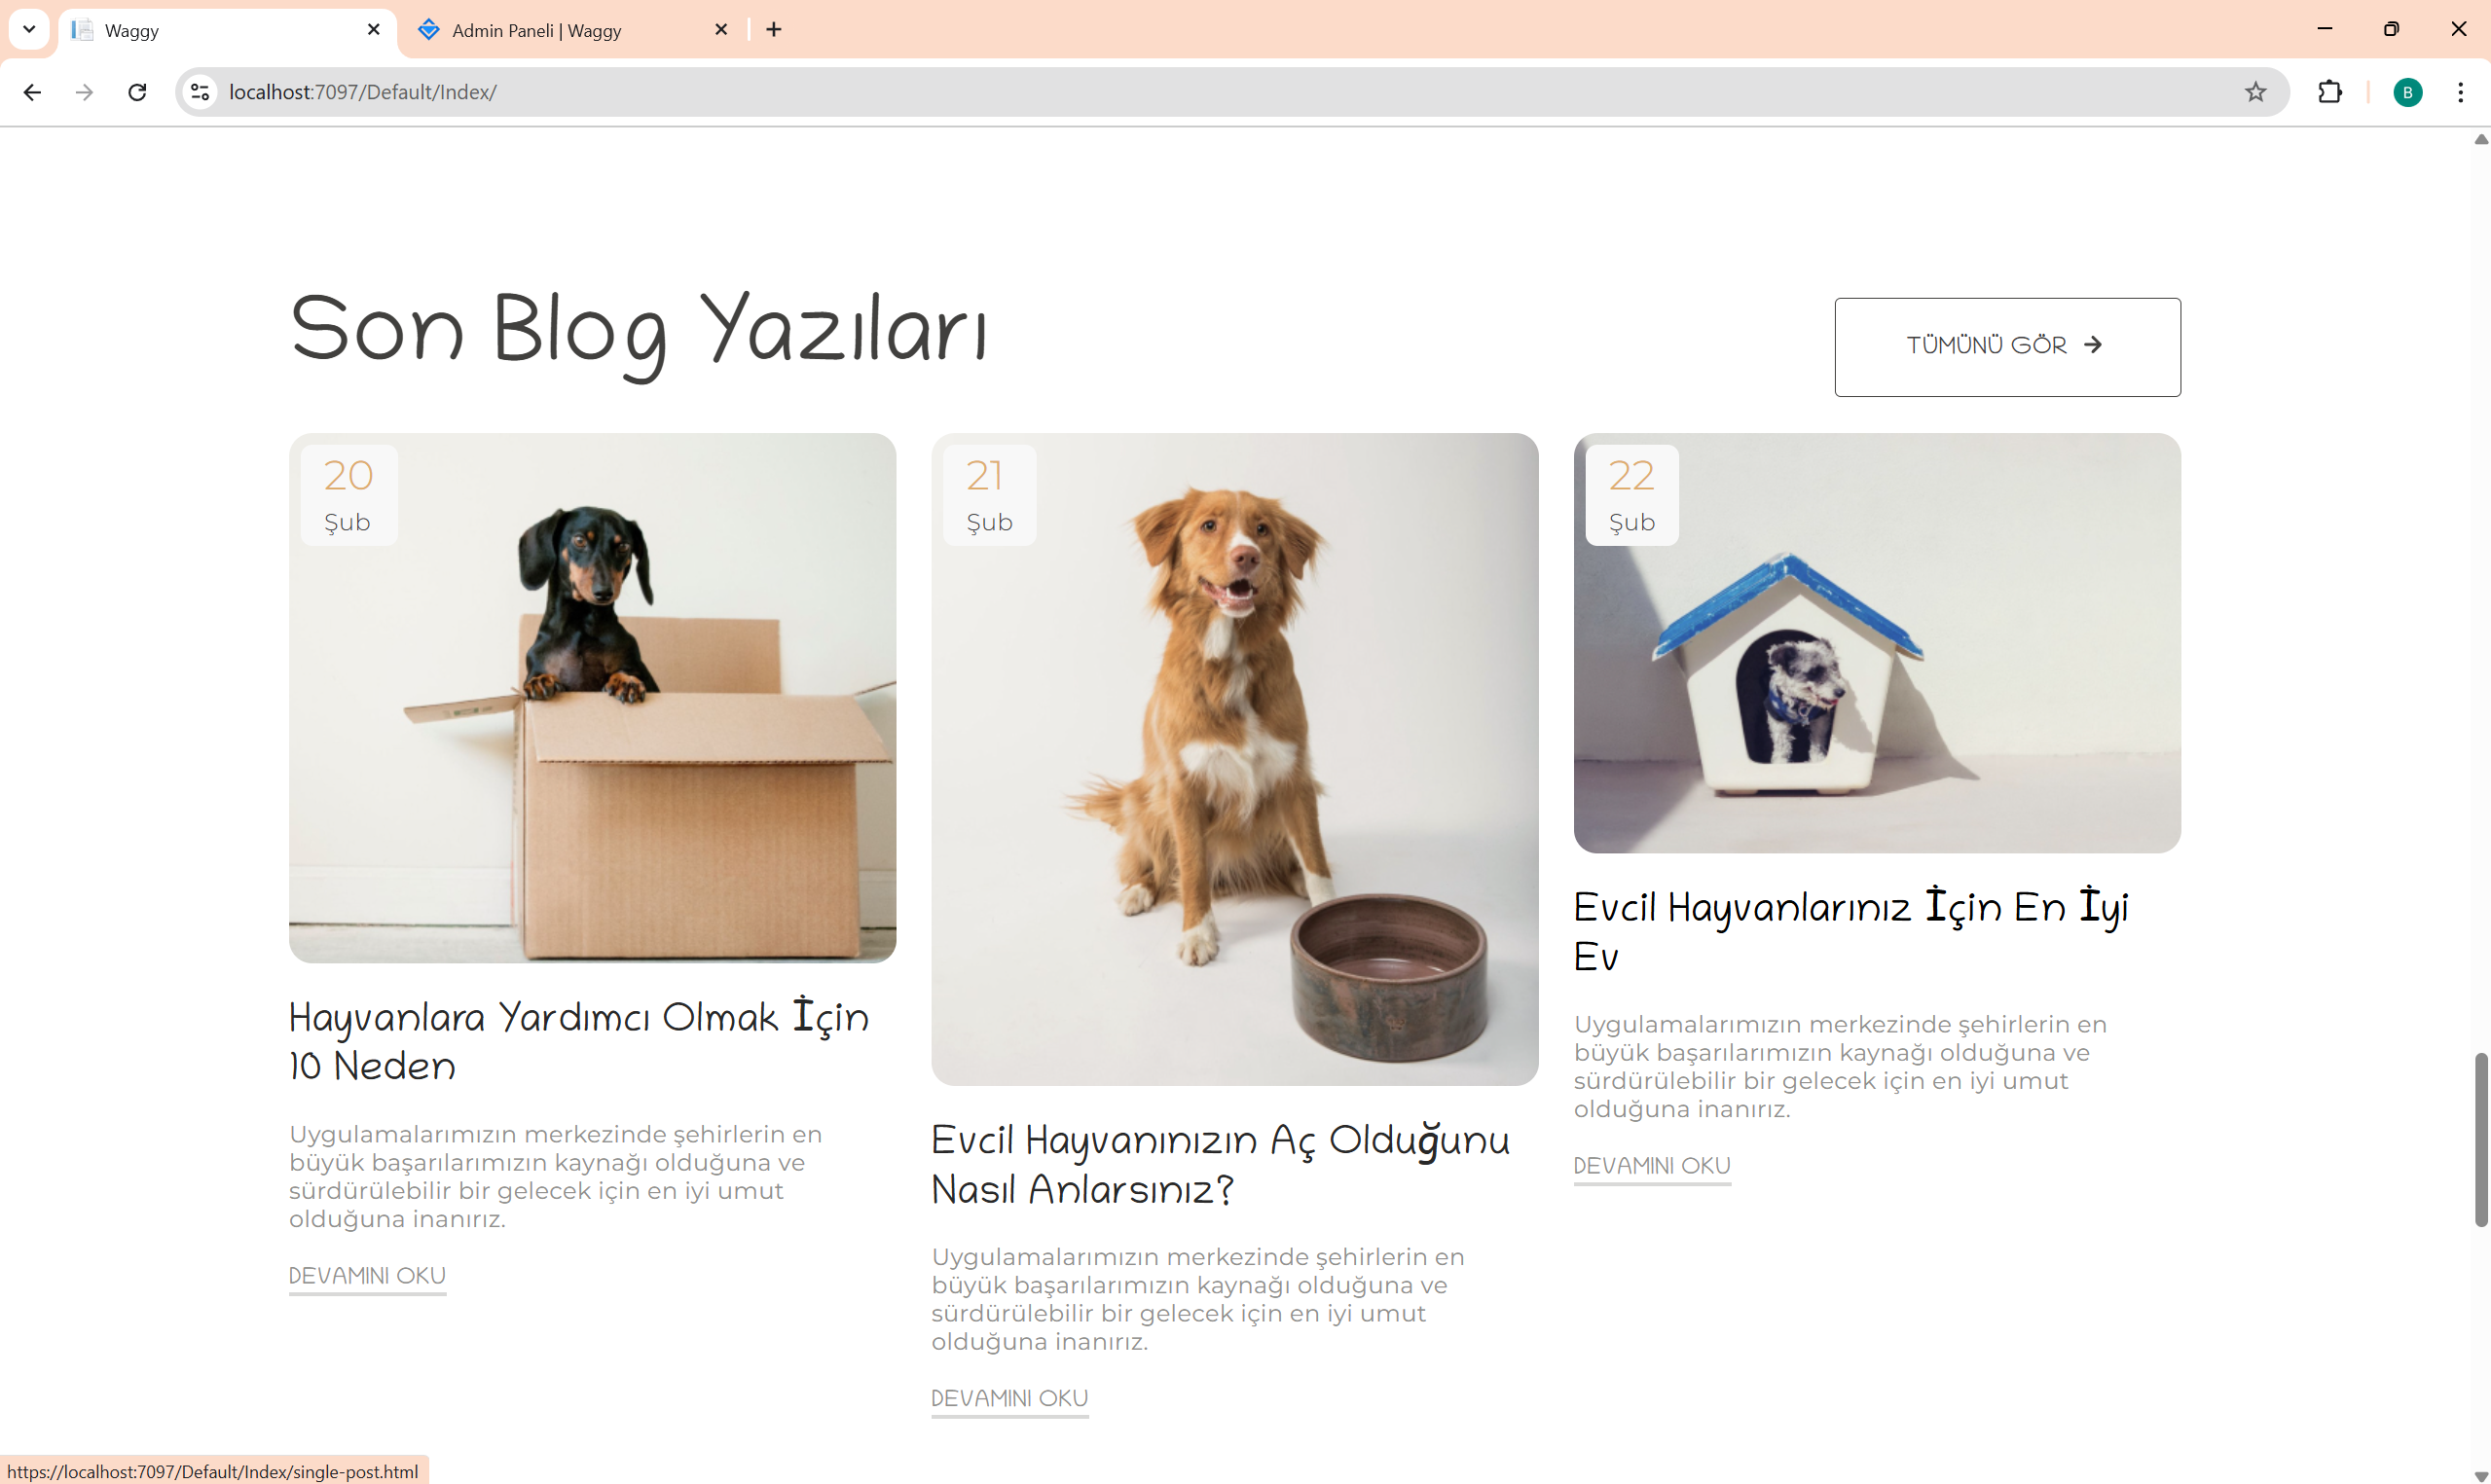 Waggy
Admin Paneli | Waggy
localhost:7097/Default/Index/
B
Son Blog Yazıları
TÜMÜNÜ GÖR
20
Şub
Hayvanlara Yardımcı Olmak İçin
10 Neden
Uygulamalarımızın merkezinde şehirlerin en
büyük başarılarımızın kaynağı olduğuna ve
sürdürülebilir bir gelecek için en iyi umut
olduğuna inanırız.
DEVAMINI OKU
21
Şub
Evcil Hayvanınızın Aç Olduğunu
Nasıl Anlarsınız?
Uygulamalarımızın merkezinde şehirlerin en
büyük başarılarımızın kaynağı olduğuna ve
sürdürülebilir bir gelecek için en iyi umut
olduğuna inanırız.
DEVAMINI OKU
22
Şub
Evcil Hayvanlarınız İçin En İyi
Ev
Uygulamalarımızın merkezinde şehirlerin en
büyük başarılarımızın kaynağı olduğuna ve
sürdürülebilir bir gelecek için en iyi umut
olduğuna inanırız.
DEVAMINI OKU
https://localhost:7097/Default/Index/single-post.html